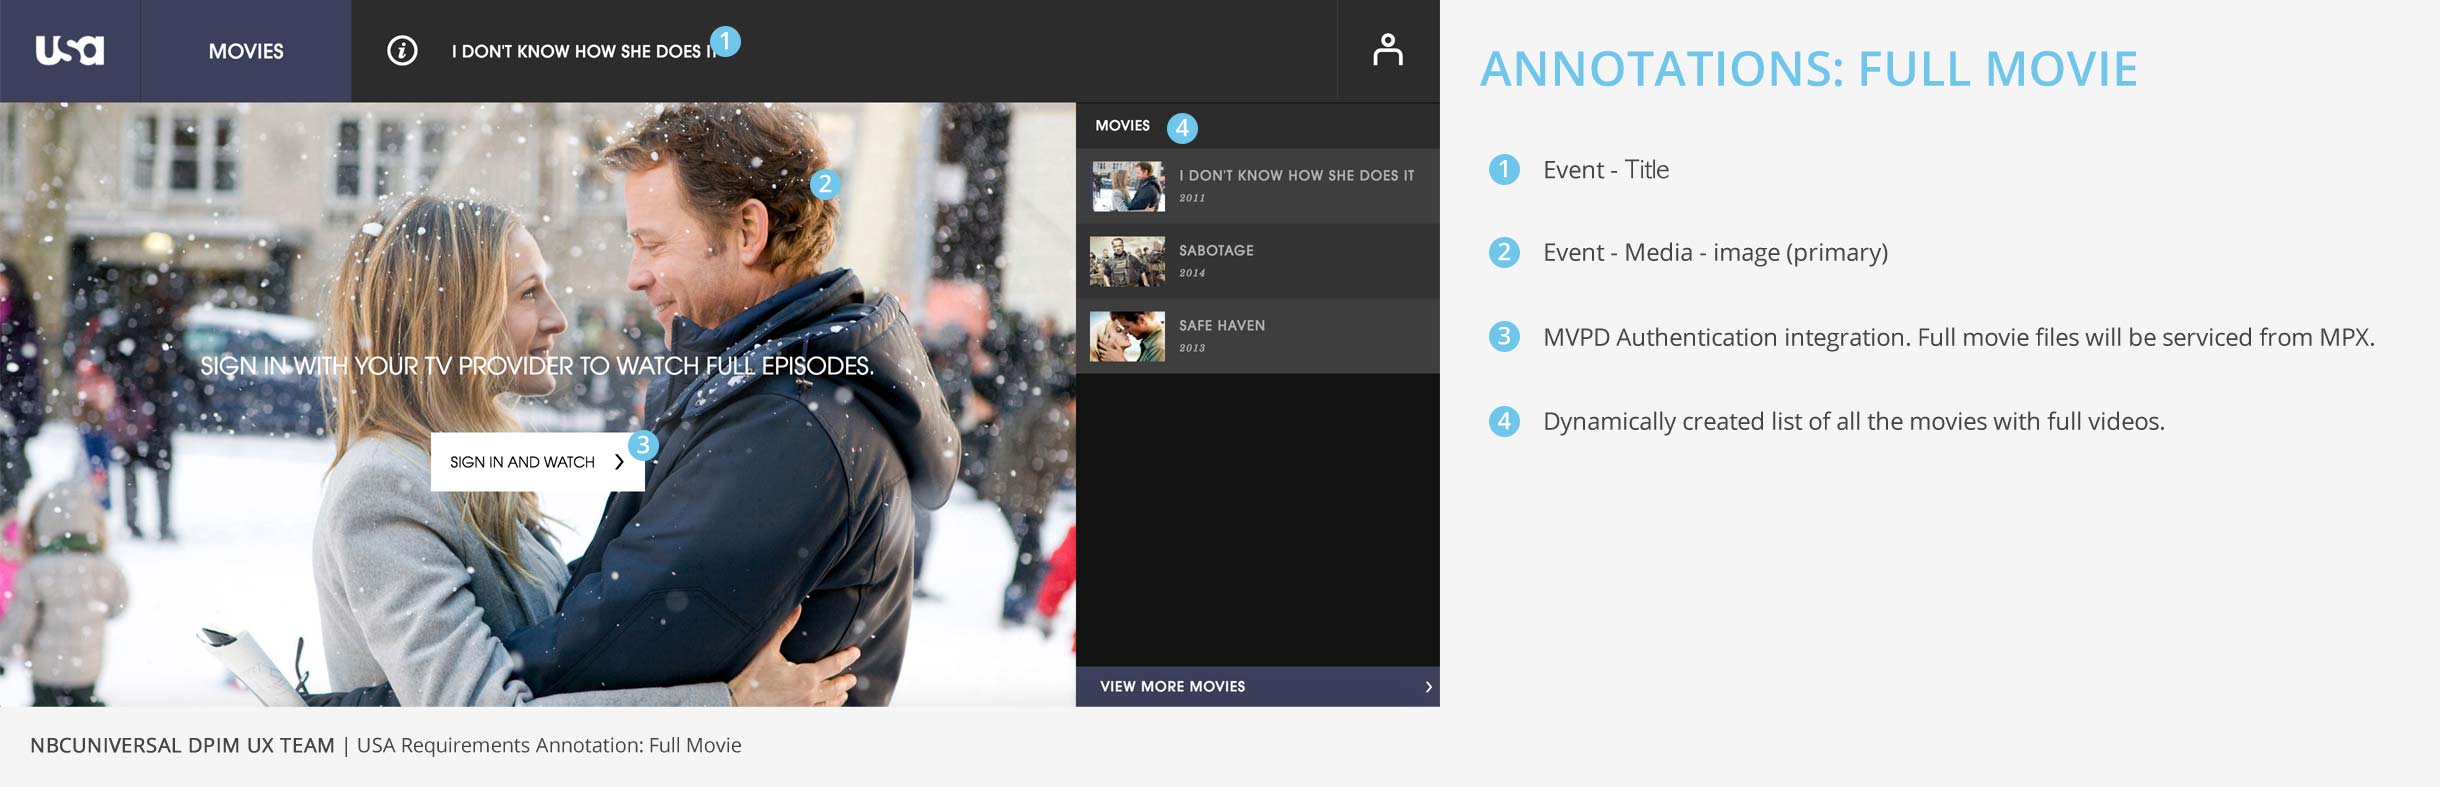 usa
MOVIES
I DON'T KNOW HOW SHE DOES IT
1
MOVIES
4
I DON'T KNOW HOW SHE DOES IT
2011
SABOTAGE
2014
SAFE HAVEN
2013
VIEW MORE MOVIES
2
SIGN IN WITH YOUR TV PROVIDER TO WATCH FULL EPISODES.
SIGN IN AND WATCH
3
NBCUNIVERSAL DPIM UX TEAM | USA Requirements Annotation: Full Movie
ANNOTATIONS: FULL MOVIE
1 Event - Title
2 Event - Media - image (primary)
3 MVPD Authentication integration. Full movie files will be serviced from MPX.
4 Dynamically created list of all the movies with full videos.